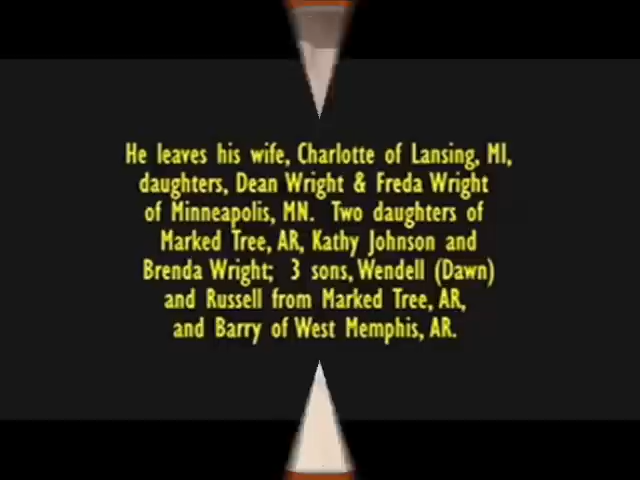 He leaves his wife, Charlotte of Lansing, MI,
daughters, Dean Wright & Freda Wright
of Minneapolis, MN. Two daughters of
Marked Tree, AR, Kathy Johnson and
Brenda Wright; 3 sons, Wendell (Dawn)
and Russell from Marked Tree, AR,
and Barry of West Memphis, AR.